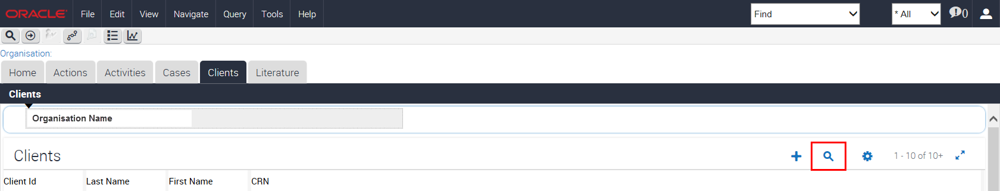 ORACLE File Edit View Navigate Query Tools Help Find * All 0
Organisation:
Home Actions Activities Cases Clients Literature
Clients
Organisation Name
Clients 1 - 10 of 10+
Client Id Last Name First Name CRN